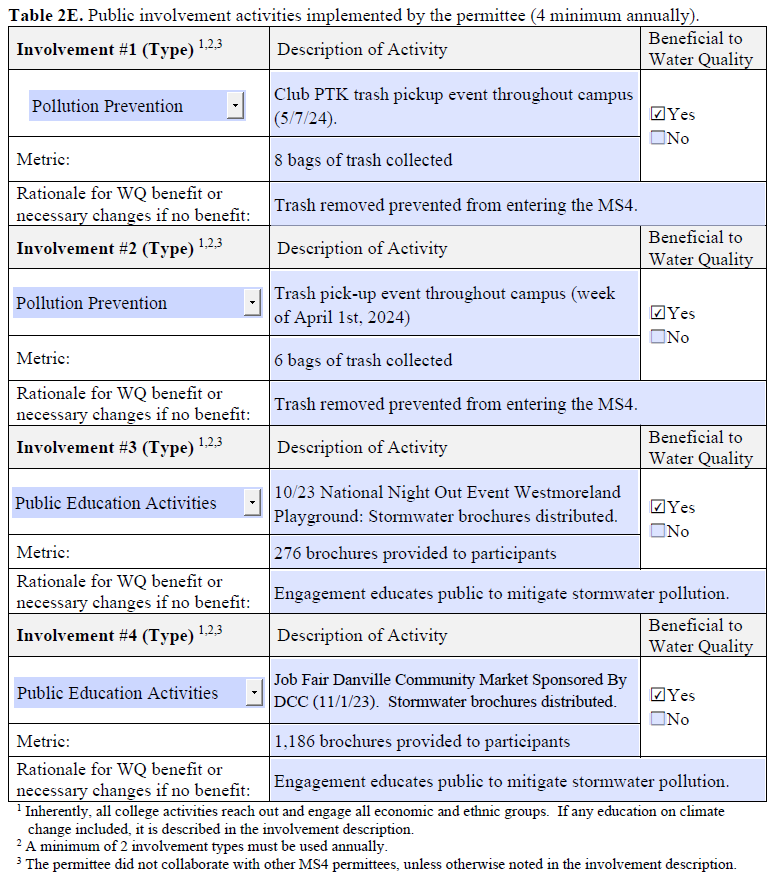 Table 2E. Public involvement activities implemented by the permittee (4 minimum annually).
Involvement #1 (Type) 1,2,3
Description of Activity
Beneficial to
Water Quality
Pollution Prevention
Club PTK trash pickup event throughout campus
(5/7/24).
Yes
No
Metric:
8 bags of trash collected
Rationale for WQ benefit or
necessary changes if no benefit:
Trash removed prevented from entering the MS4.
Involvement #2 (Type) 1,2,3
Description of Activity
Beneficial to
Water Quality
Pollution Prevention
Trash pick-up event throughout campus (week
of April 1st, 2024)
Yes
No
Metric:
6 bags of trash collected
Rationale for WQ benefit or
necessary changes if no benefit:
Trash removed prevented from entering the MS4.
Involvement #3 (Type) 1,2,3
Description of Activity
Beneficial to
Water Quality
Public Education Activities
10/23 National Night Out Event Westmoreland
Playground: Stormwater brochures distributed.
Yes
No
Metric:
276 brochures provided to participants
Rationale for WQ benefit or
necessary changes if no benefit:
Engagement educates public to mitigate stormwater pollution.
Involvement #4 (Type) 1,2,3
Description of Activity
Beneficial to
Water Quality
Public Education Activities
Job Fair Danville Community Market Sponsored By
DCC (11/1/23).  Stormwater brochures distributed.
Yes
No
Metric:
1,186 brochures provided to participants
Rationale for WQ benefit or
necessary changes if no benefit:
Engagement educates public to mitigate stormwater pollution.
1 Inherently, all college activities reach out and engage all economic and ethnic groups.  If any education on climate
change included, it is described in the involvement description.
2 A minimum of 2 involvement types must be used annually.
3 The permittee did not collaborate with other MS4 permittees, unless otherwise noted in the involvement description.